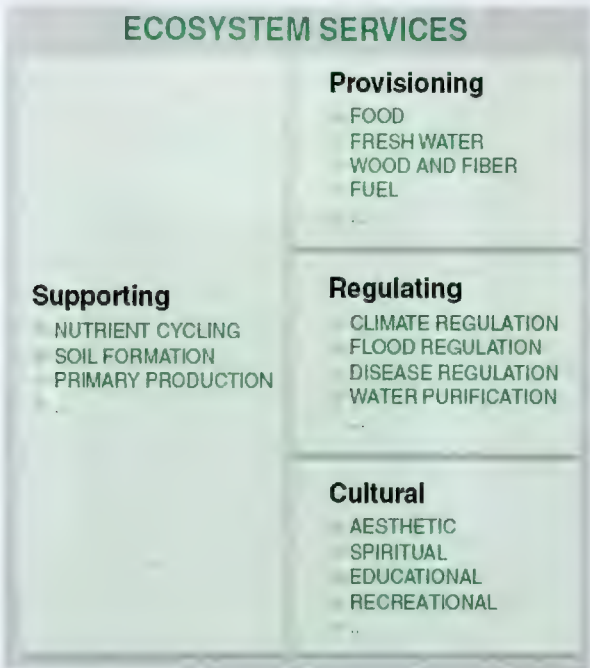 ECOSYSTEM SERVICES
Supporting
NUTRIENT CYCLING
SOIL FORMATION
PRIMARY PRODUCTION
.
Provisioning
FOOD
FRESH WATER
WOOD AND FIBER
FUEL
...
Regulating
CLIMATE REGULATION
FLOOD REGULATION
DISEASE REGULATION
WATER PURIFICATION
...
Cultural
AESTHETIC
SPIRITUAL
EDUCATIONAL
RECREATIONAL
..